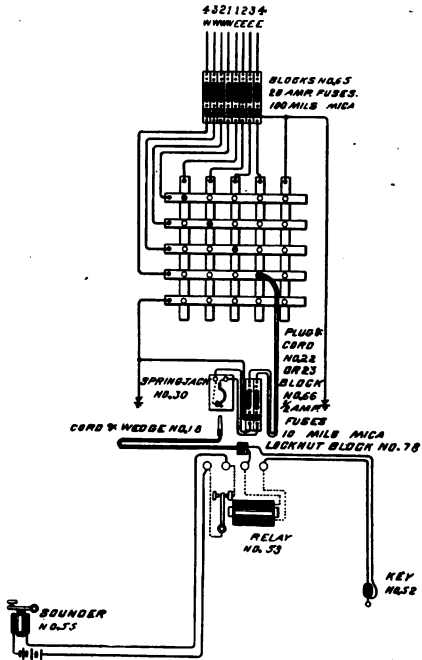 43211234
WWWWEEEE
BLOCKS NO.65
20 AMP. FUSES.
100 MILS MICA
PLUG &
CORD
NO.22
OR 23
BLOCK
NO.66
½ AMP.
FUSES
10 MILS MICA
SPRINGJACK
NO.30
CORD & WEDGE NO.18
LOCKNUT BLOCK NO.78
RELAY
NO.53
KEY
NO.52
SOUNDER
NO.55